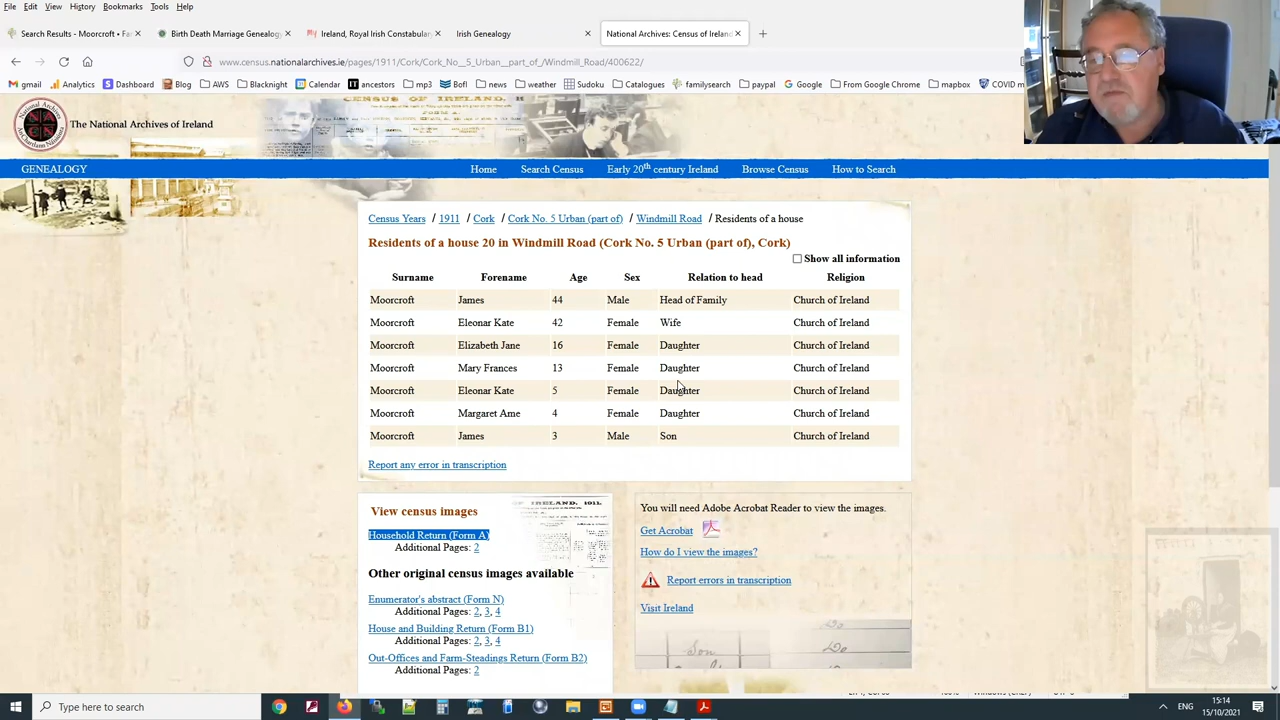 File Edit View History Bookmarks Tools Help
Search Results - Moorcroft • Fa
Birth Death Marriage Genealogy
Ireland, Royal Irish Constabular
Irish Genealogy
National Archives: Census of Ireland
www.census.nationalarchives.ie/pages/1911/Cork/Cork_No__5_Urban__part_of_/Windmill_Road/400622/
gmail Analytics Dashboard Blog AWS Blacknight Calendar ancestors mp3 BofI news weather Sudoku Catalogues familysearch paypal Google From Google Chrome mapbox COVID m
CENSUS OF IRELAND,
The National Archives of Ireland
GENEALOGY
Home Search Census Early 20th century Ireland Browse Census How to Search
Census Years / 1911 / Cork / Cork No. 5 Urban (part of) / Windmill Road / Residents of a house
Residents of a house 20 in Windmill Road (Cork No. 5 Urban (part of), Cork)
Show all information
Surname Forename Age Sex Relation to head Religion
Moorcroft James 44 Male Head of Family Church of Ireland
Moorcroft Eleonar Kate 42 Female Wife Church of Ireland
Moorcroft Elizabeth Jane 16 Female Daughter Church of Ireland
Moorcroft Mary Frances 13 Female Daughter Church of Ireland
Moorcroft Eleonar Kate 5 Female Daughter Church of Ireland
Moorcroft Margaret Ame 4 Female Daughter Church of Ireland
Moorcroft James 3 Male Son Church of Ireland
Report any error in transcription
View census images
Household Return (Form A)
Additional Pages: 2
Other original census images available
Enumerator's abstract (Form N)
Additional Pages: 2, 3, 4
House and Building Return (Form B1)
Additional Pages: 2, 3, 4
Out-Offices and Farm-Steadings Return (Form B2)
Additional Pages: 2
You will need Adobe Acrobat Reader to view the images.
Get Acrobat
How do I view the images?
Report errors in transcription
Visit Ireland
Son
Do
Type here to search
ENG
15:14
15/10/2021